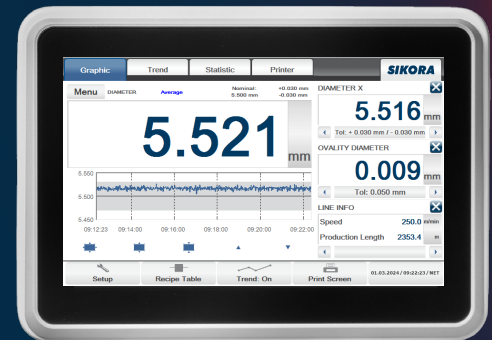 Graphic Trend Statistic Printer SIKORA
Menu DIAMETER Average Nominal: 5.500 mm +0.030 mm -0.030 mm
5.521 mm
DIAMETER X
5.516 mm
Tol: + 0.030 mm / - 0.030 mm
OVALITY DIAMETER
0.009 mm
Tol: 0.050 mm
LINE INFO
Speed 250.0 m/min
Production Length 2353.4 m
5.550
5.500
5.450
09:12:23 09:14:00 09:16:00 09:18:00 09:20:00 09:22:00
Setup Recipe Table Trend: On Print Screen 01.03.2024 / 09:22:23 / NET